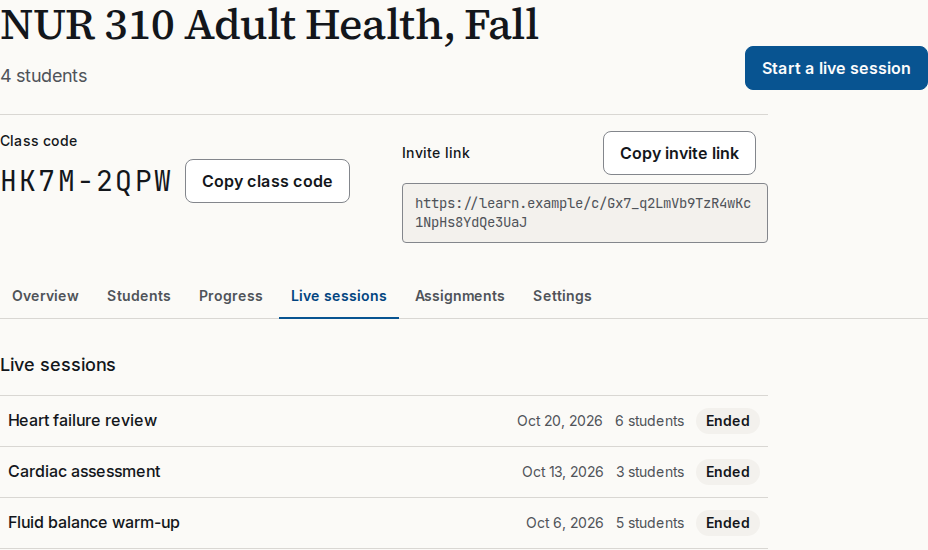 NUR 310 Adult Health, Fall
4 students
Start a live session
Class code
HK7M-2QPW
Copy class code
Invite link
Copy invite link
https://learn.example/c/Gx7_q2LmVb9TzR4wKc
1NpHs8YdQe3UaJ
Overview Students Progress Live sessions Assignments Settings
Live sessions
Heart failure review Oct 20, 2026 6 students Ended
Cardiac assessment Oct 13, 2026 3 students Ended
Fluid balance warm-up Oct 6, 2026 5 students Ended